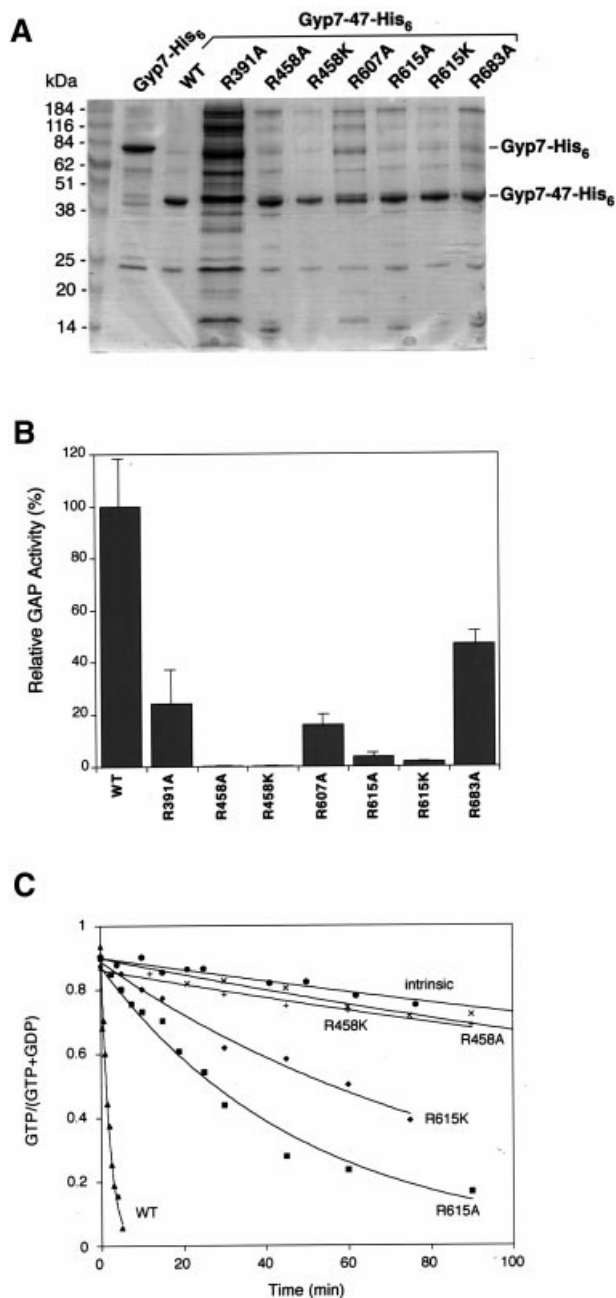 A
Gyp7-47-His6
kDa
Gyp7-His6
WT
R391A
R458A
R458K
R607A
R615A
R615K
R683A
184 -
116 -
84 -
62 -
51 -
38 -
25 -
20 -
14 -
–Gyp7-His6
–Gyp7-47-His6
B
Relative GAP Activity (%)
120
100
80
60
40
20
0
WT
R391A
R458A
R458K
R607A
R615A
R615K
R683A
C
GTP/(GTP+GDP)
1
0.8
0.6
0.4
0.2
0
intrinsic
R458K
R458A
R615K
R615A
WT
0 20 40 60 80 100
Time (min)